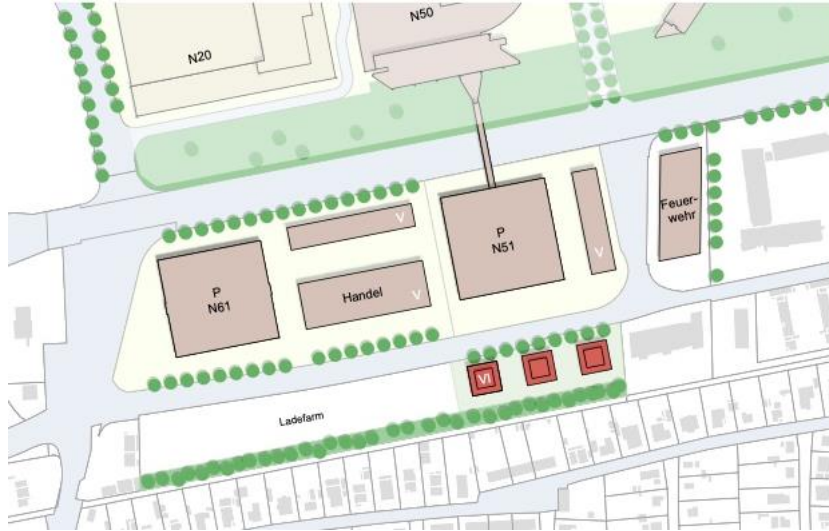 N50
N20
Feuer-
wehr
V
P
N51
V
P
N61
Handel
V
VI
Ladefarm